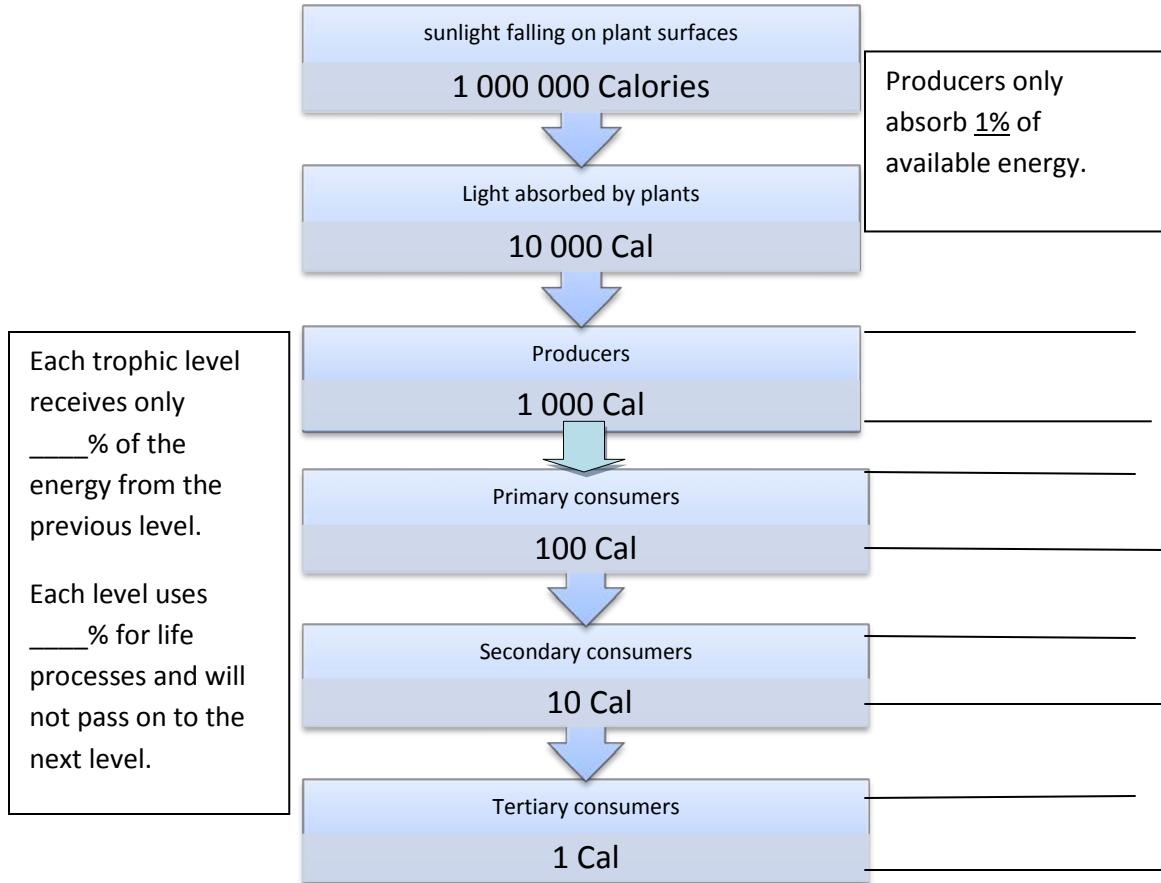 sunlight falling on plant surfaces
1 000 000 Calories
Producers only
absorb 1% of
available energy.
Light absorbed by plants
10 000 Cal
Producers
1 000 Cal
Each trophic level
receives only
____% of the
energy from the
previous level.
Each level uses
____% for life
processes and will
not pass on to the
next level.
Primary consumers
100 Cal
Secondary consumers
10 Cal
Tertiary consumers
1 Cal